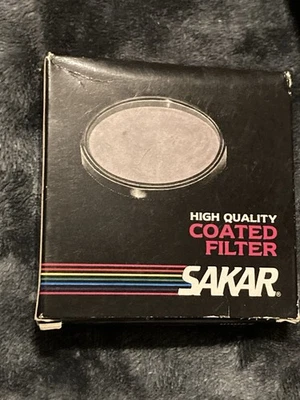 HIGH QUALITY
COATED
FILTER
SAKAR®